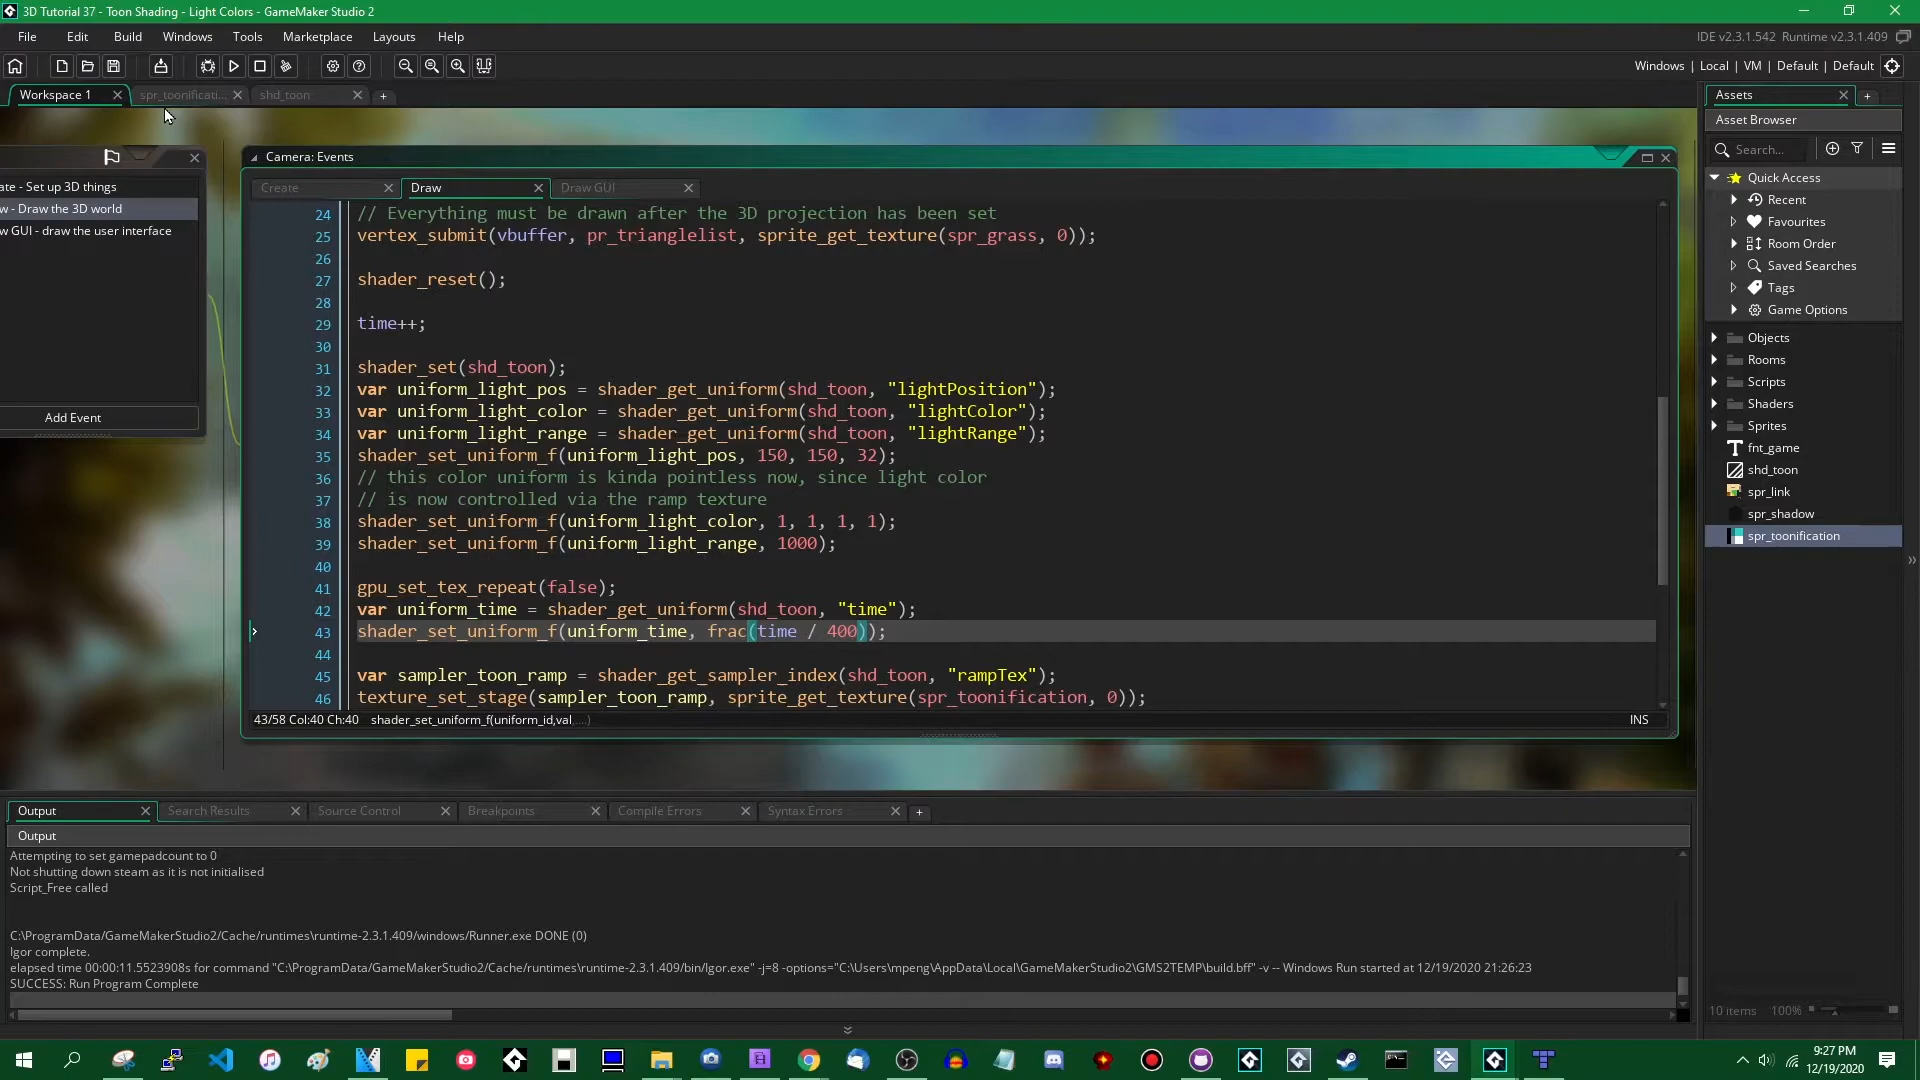 3D Tutorial 37 - Toon Shading - Light Colors - GameMaker Studio 2
File Edit Build Windows Tools Marketplace Layouts Help
IDE v2.3.1.542 Runtime v2.3.1.409
Windows | Local | VM | Default | Default
Workspace 1
spr_toonificati...
shd_toon
Assets
Asset Browser
Search...
Quick Access
Recent
Favourites
Room Order
Saved Searches
Tags
Game Options
Objects
Rooms
Scripts
Shaders
Sprites
fnt_game
shd_toon
spr_link
spr_shadow
spr_toonification
10 items 100%
ate - Set up 3D things
w - Draw the 3D world
w GUI - draw the user interface
Add Event
Camera: Events
Create Draw Draw GUI
24 // Everything must be drawn after the 3D projection has been set
25 vertex_submit(vbuffer, pr_trianglelist, sprite_get_texture(spr_grass, 0));
26
27 shader_reset();
28
29 time++;
30
31 shader_set(shd_toon);
32 var uniform_light_pos = shader_get_uniform(shd_toon, "lightPosition");
33 var uniform_light_color = shader_get_uniform(shd_toon, "lightColor");
34 var uniform_light_range = shader_get_uniform(shd_toon, "lightRange");
35 shader_set_uniform_f(uniform_light_pos, 150, 150, 32);
36 // this color uniform is kinda pointless now, since light color
37 // is now controlled via the ramp texture
38 shader_set_uniform_f(uniform_light_color, 1, 1, 1, 1);
39 shader_set_uniform_f(uniform_light_range, 1000);
40
41 gpu_set_tex_repeat(false);
42 var uniform_time = shader_get_uniform(shd_toon, "time");
43 shader_set_uniform_f(uniform_time, frac(time / 400));
44
45 var sampler_toon_ramp = shader_get_sampler_index(shd_toon, "rampTex");
46 texture_set_stage(sampler_toon_ramp, sprite_get_texture(spr_toonification, 0));
43/58 Col:40 Ch:40 shader_set_uniform_f(uniform_id,val,...)
INS
Output Search Results Source Control Breakpoints Compile Errors Syntax Errors
Output
Attempting to set gamepadcount to 0
Not shutting down steam as it is not initialised
Script_Free called
C:\ProgramData/GameMakerStudio2/Cache/runtimes\runtime-2.3.1.409/windows/Runner.exe DONE (0)
Igor complete.
elapsed time 00:00:11.5523908s for command "C:\ProgramData/GameMakerStudio2/Cache/runtimes\runtime-2.3.1.409/bin/Igor.exe" -j=8 -options="C:\Users\mpeng\AppData\Local\GameMakerStudio2\GMS2TEMP\build.bff" -v -- Windows Run started at 12/19/2020 21:26:23
SUCCESS: Run Program Complete
9:27 PM
12/19/2020